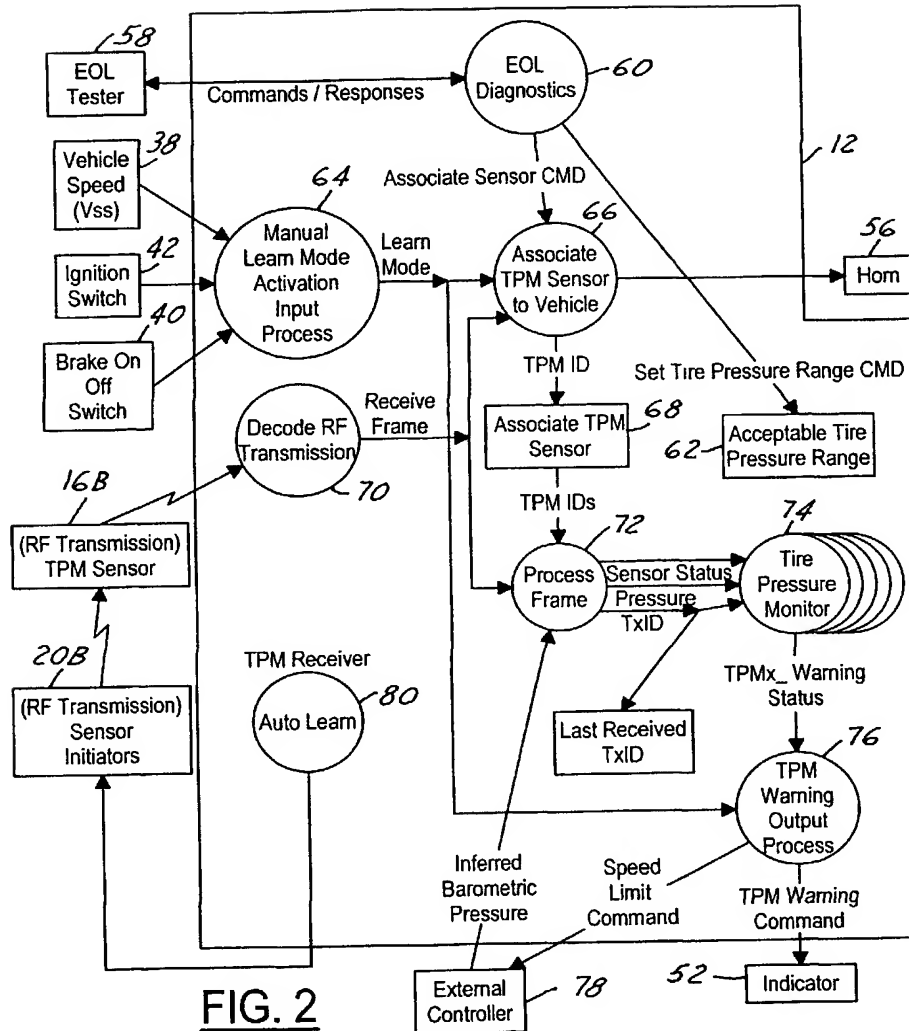 58
EOL
Tester
Commands / Responses
EOL
Diagnostics
60
12
38
Vehicle
Speed
(Vss)
64
Manual
Learn Mode
Activation
Input
Process
Learn
Mode
Associate Sensor CMD
66
Associate
TPM Sensor
to Vehicle
56
Horn
42
Ignition
Switch
40
Brake On
Off
Switch
Decode RF
Transmission
70
Receive
Frame
TPM ID
Associate TPM
Sensor
68
TPM IDs
Set Tire Pressure Range CMD
62
Acceptable Tire
Pressure Range
16B
(RF Transmission)
TPM Sensor
72
Process
Frame
Sensor Status
Pressure
TxID
74
Tire
Pressure
Monitor
20B
(RF Transmission)
Sensor
Initiators
TPM Receiver
Auto Learn
80
Last Received
TxID
TPMx_ Warning
Status
76
TPM
Warning
Output
Process
Inferred
Barometric
Pressure
Speed
Limit
Command
TPM Warning
Command
External
Controller
78
52
Indicator
FIG. 2